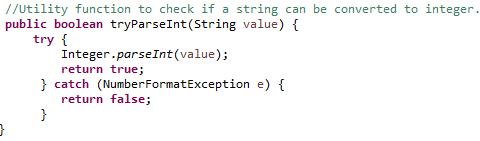 //Utility function to check if a string can be converted to integer.
public boolean tryParseInt(String value) {
try {
Integer.parseInt(value);
return true;
} catch (NumberFormatException e) {
return false;
}
}